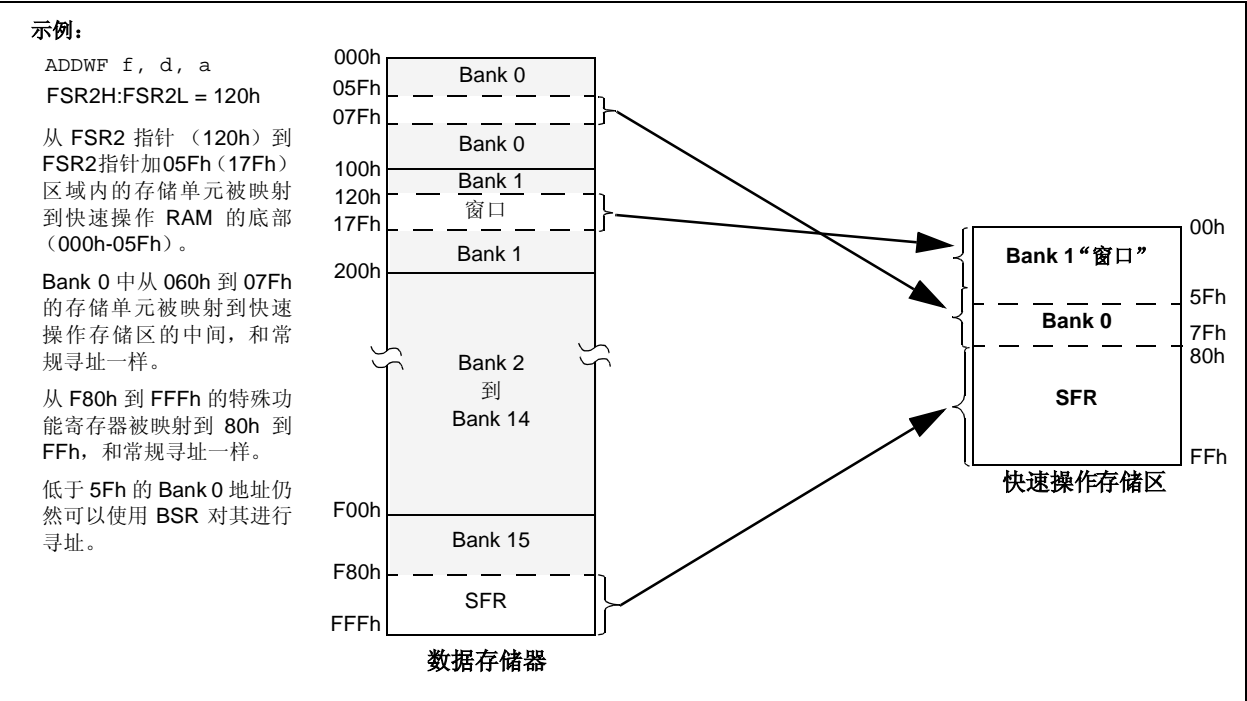 示例：
ADDWF f, d, a
FSR2H:FSR2L = 120h
从 FSR2 指针 （120h）到
FSR2指针加05Fh（17Fh）
区域内的存储单元被映射
到快速操作 RAM 的底部
（000h-05Fh）。
Bank 0 中从 060h 到 07Fh
的存储单元被映射到快速
操作存储区的中间，和常
规寻址一样。
从 F80h 到 FFFh 的特殊功
能寄存器被映射到 80h 到
FFh，和常规寻址一样。
低于 5Fh 的 Bank 0 地址仍
然可以使用 BSR 对其进行
寻址。
000h
Bank 0
05Fh
07Fh
Bank 0
100h
Bank 1
120h
窗口
17Fh
Bank 1
200h
Bank 2
到
Bank 14
F00h
Bank 15
F80h
SFR
FFFh
数据存储器
00h
Bank 1“窗口”
5Fh
Bank 0
7Fh
80h
SFR
FFh
快速操作存储区